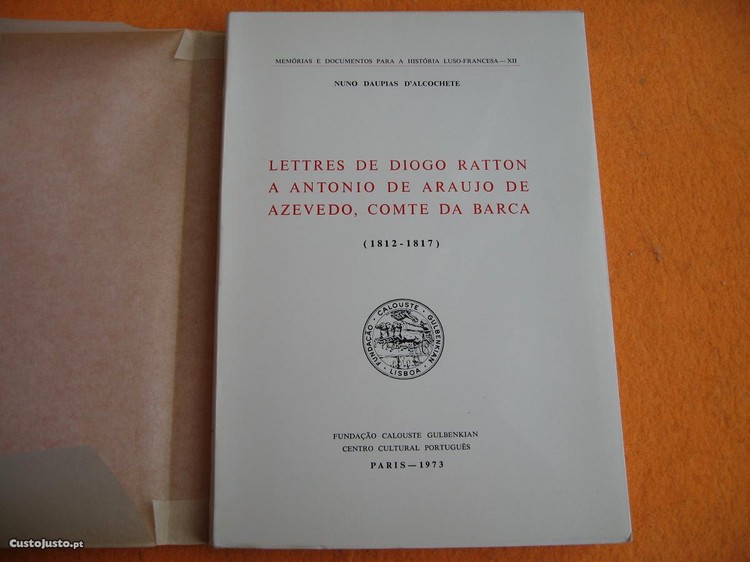 MEMÓRIAS E DOCUMENTOS PARA A HISTÓRIA LUSO-FRANCESA — XII
NUNO DAUPIAS D'ALCOCHETE
LETTRES DE DIOGO RATTON
A ANTONIO DE ARAUJO DE
AZEVEDO, COMTE DA BARCA
(1812-1817)
FUNDAÇÃO · CALOUSTE · GULBENKIAN ·
· LISBOA ·
FUNDAÇÃO CALOUSTE GULBENKIAN
CENTRO CULTURAL PORTUGUÊS
PARIS — 1973
CustoJusto.pt